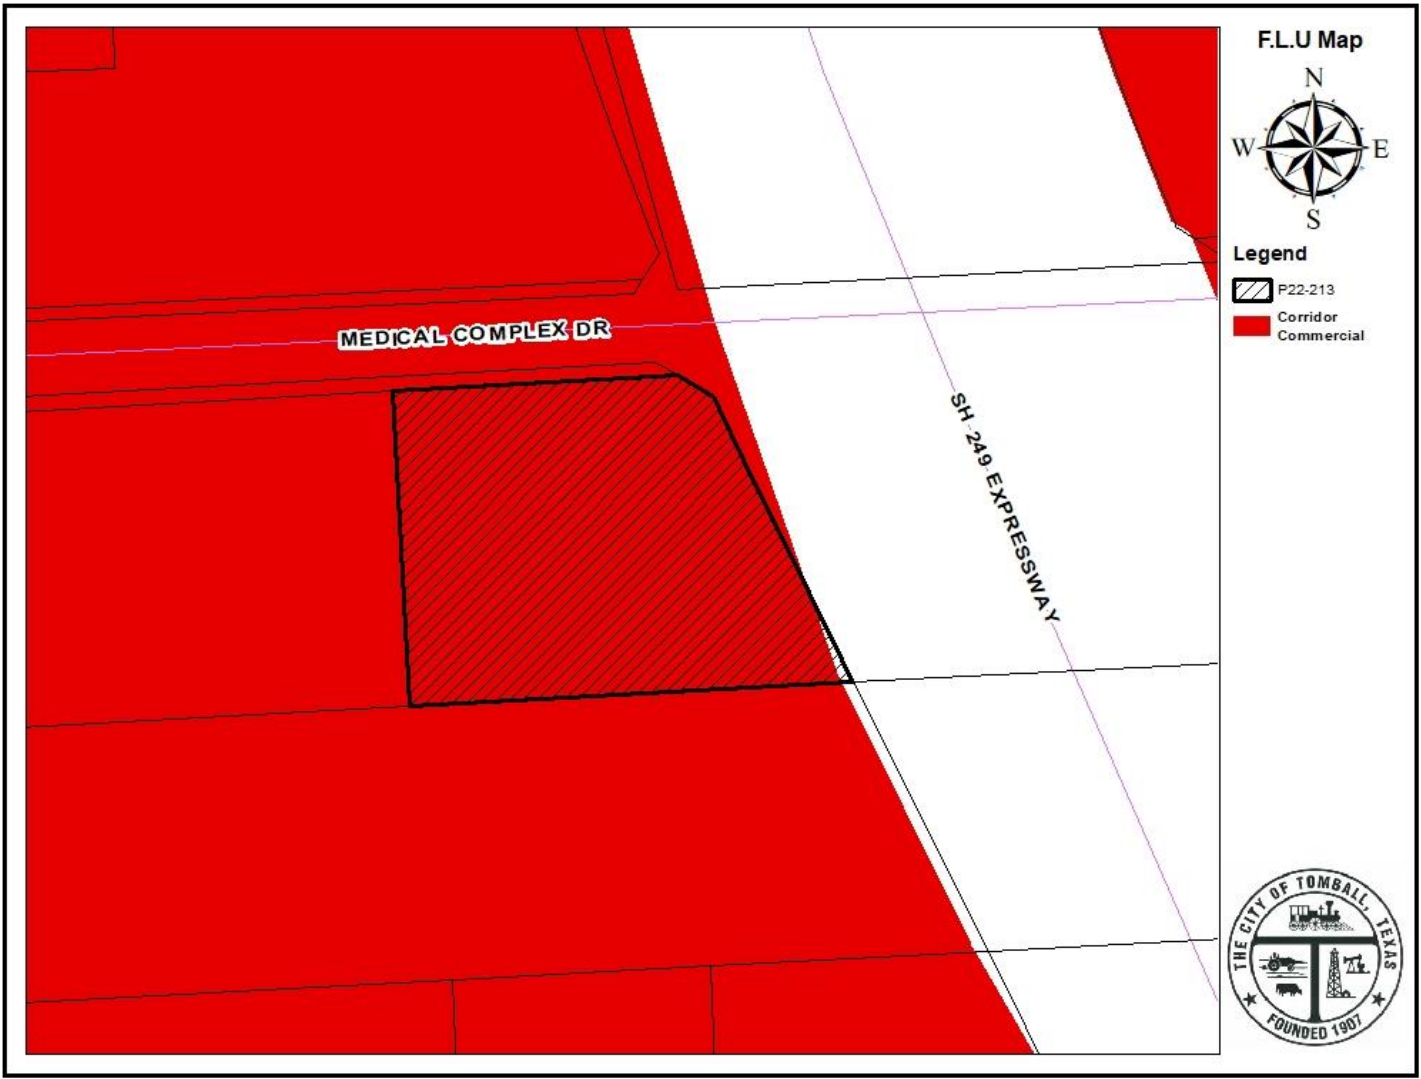 F.L.U Map
N
W
E
S
Legend
P22-213
Corridor
Commercial
MEDICAL COMPLEX DR
SH 249 EXPRESSWAY
THE CITY OF TOMBALL, TEXAS
FOUNDED 1907